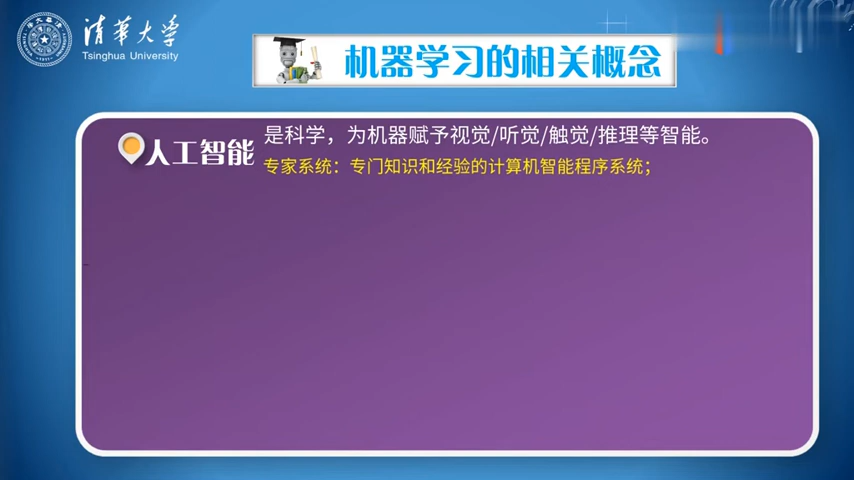 清华大学
Tsinghua University
机器学习的相关概念
人工智能
是科学，为机器赋予视觉/听觉/触觉/推理等智能。
专家系统：专门知识和经验的计算机智能程序系统；